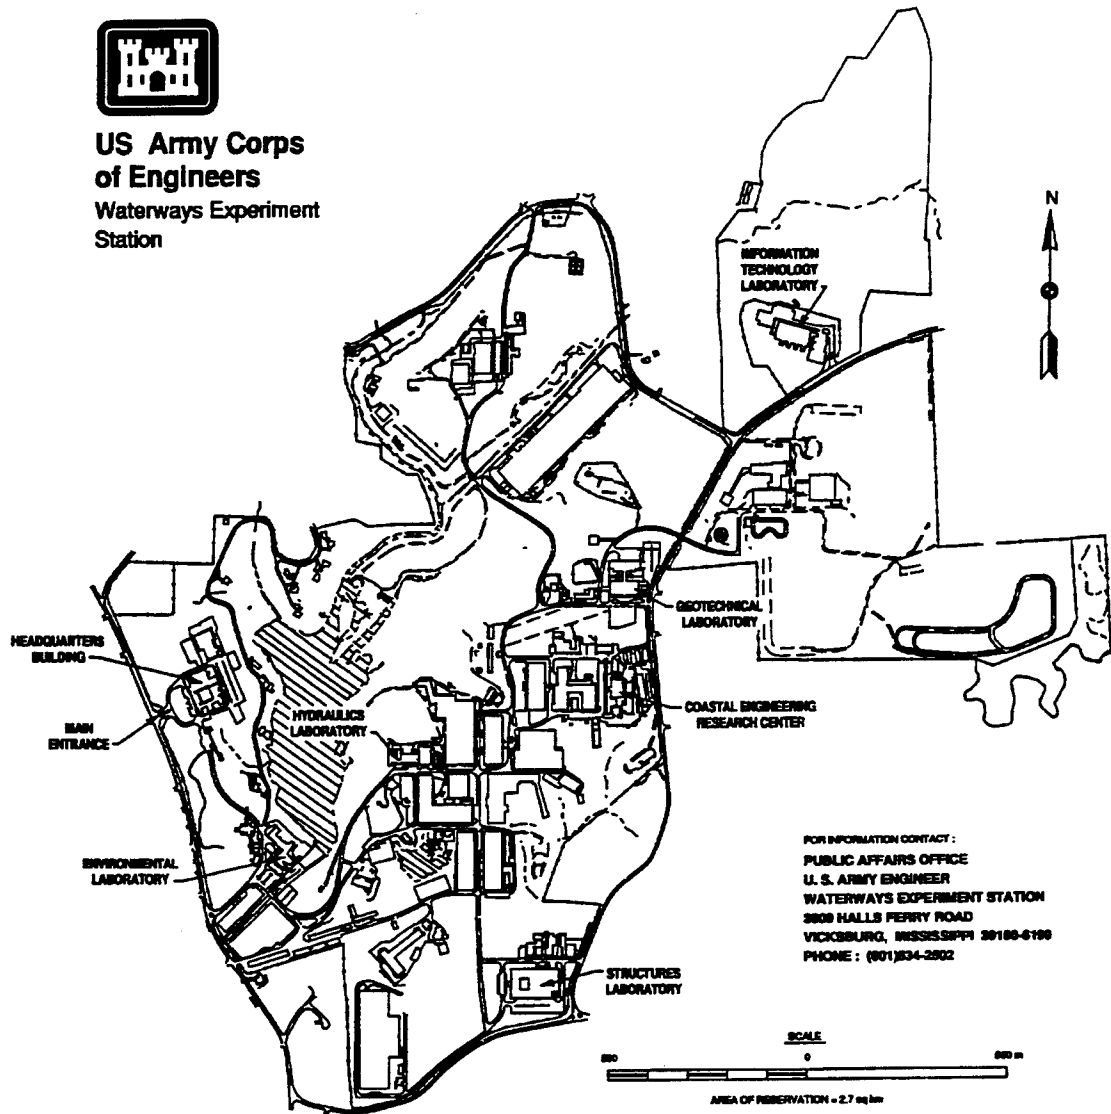 US Army Corps
of Engineers
Waterways Experiment
Station
N
INFORMATION
TECHNOLOGY
LABORATORY
GEOTECHNICAL
LABORATORY
HEADQUARTERS
BUILDING
MAIN
ENTRANCE
HYDRAULICS
LABORATORY
COASTAL ENGINEERING
RESEARCH CENTER
ENVIRONMENTAL
LABORATORY
STRUCTURES
LABORATORY
FOR INFORMATION CONTACT :
PUBLIC AFFAIRS OFFICE
U. S. ARMY ENGINEER
WATERWAYS EXPERIMENT STATION
HALLS FERRY ROAD
VICKSBURG, MISSISSIPPI
PHONE :
SCALE
0
AREA OF RESERVATION = 2.7 sq km